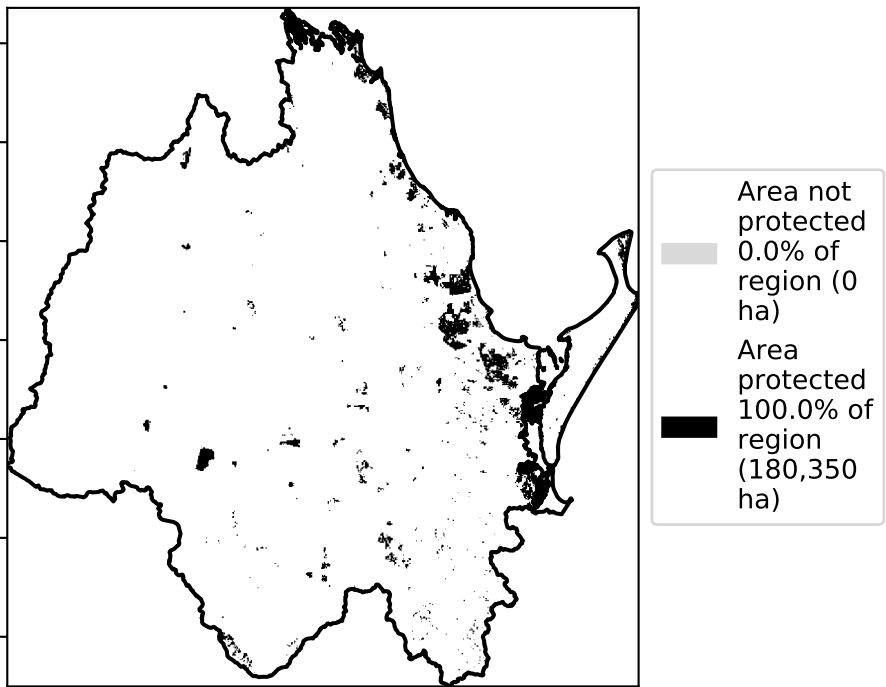 Area not
protected
0.0% of
region (0
ha)
Area
protected
100.0% of
region
(180,350
ha)